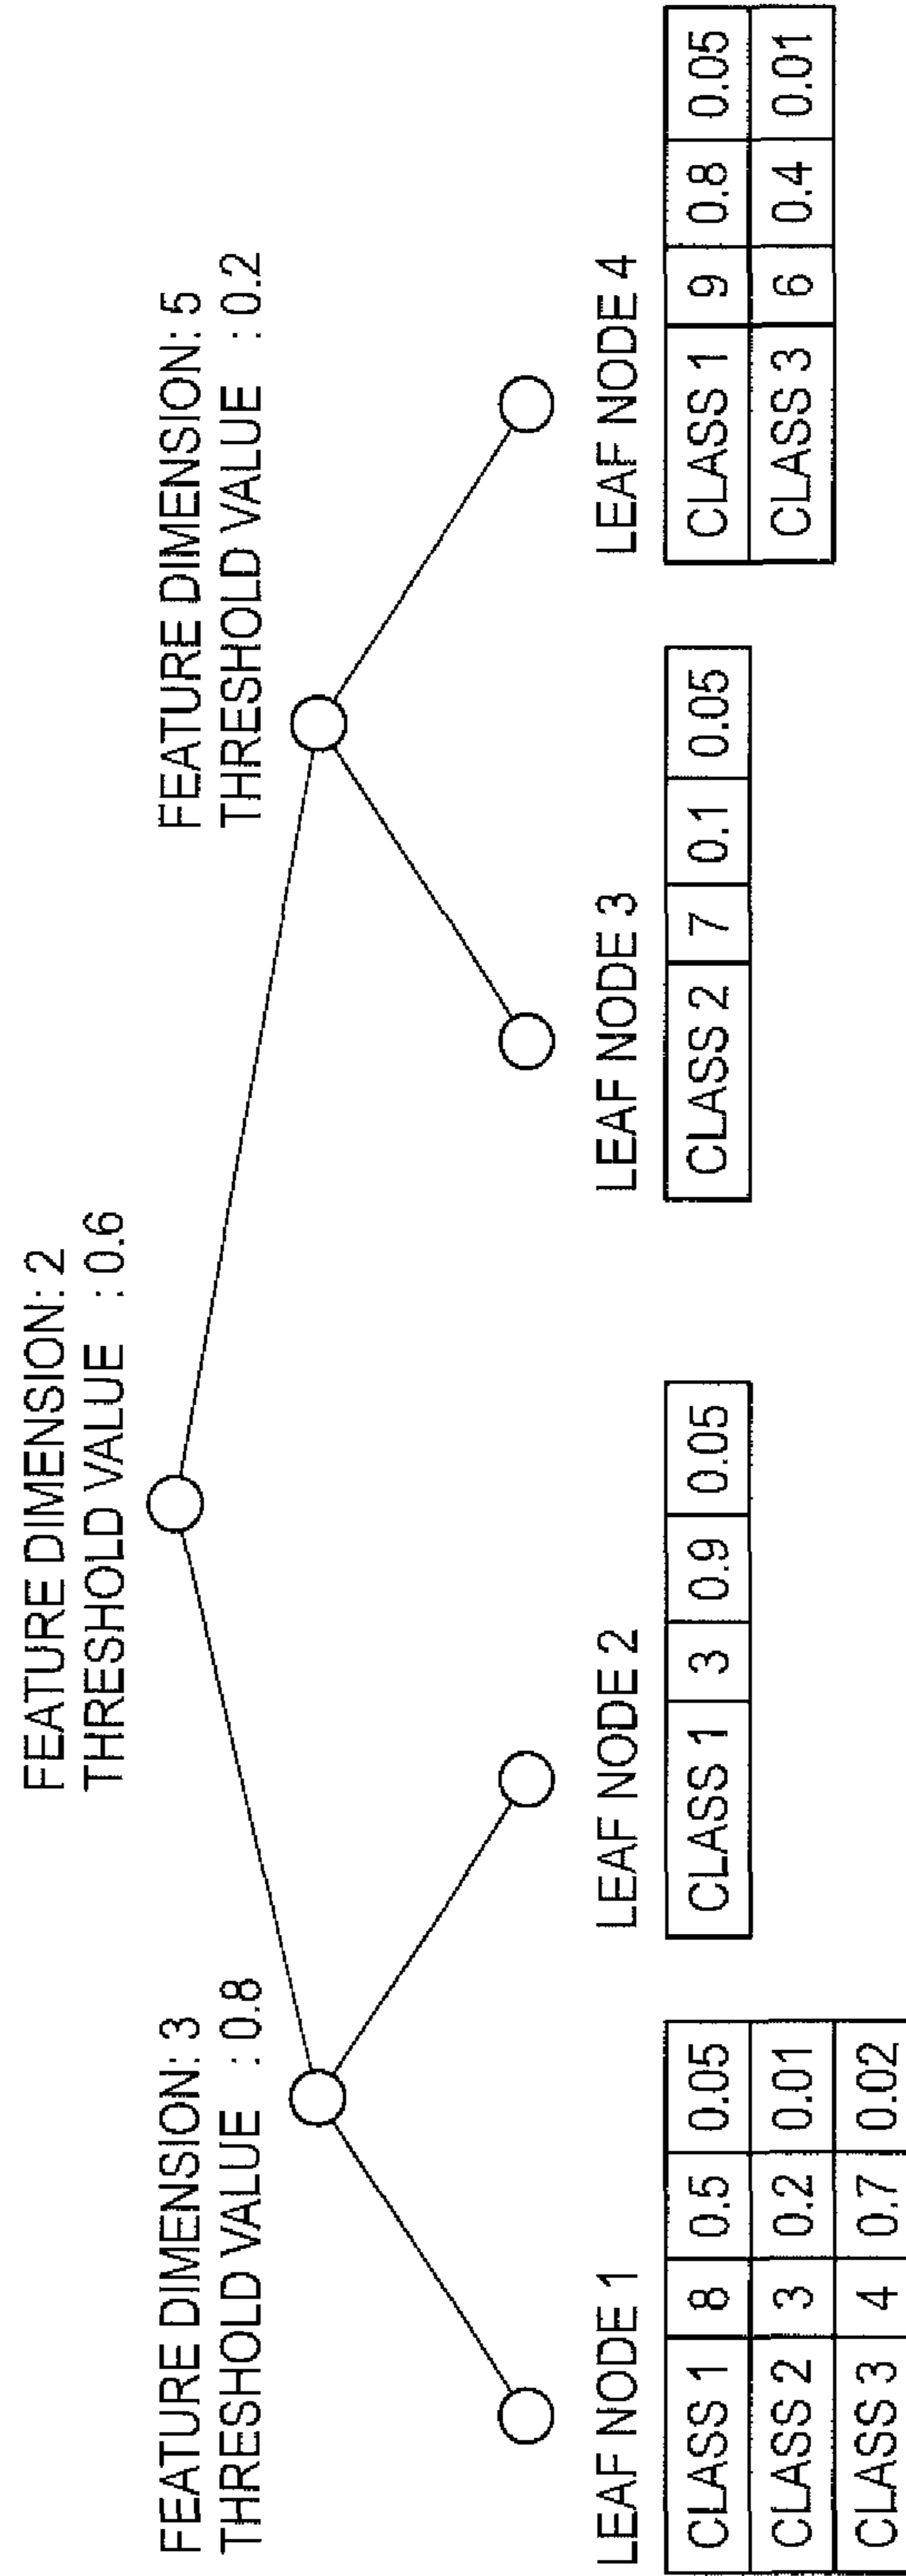 FEATURE DIMENSION: 2
THRESHOLD VALUE : 0.6
FEATURE DIMENSION: 3
THRESHOLD VALUE : 0.8
FEATURE DIMENSION: 5
THRESHOLD VALUE : 0.2
LEAF NODE 1
CLASS 1 8 0.5 0.05
CLASS 2 3 0.2 0.01
CLASS 3 4 0.7 0.02
LEAF NODE 2
CLASS 1 3 0.9 0.05
LEAF NODE 3
CLASS 2 7 0.1 0.05
LEAF NODE 4
CLASS 1 9 0.8 0.05
CLASS 3 6 0.4 0.01